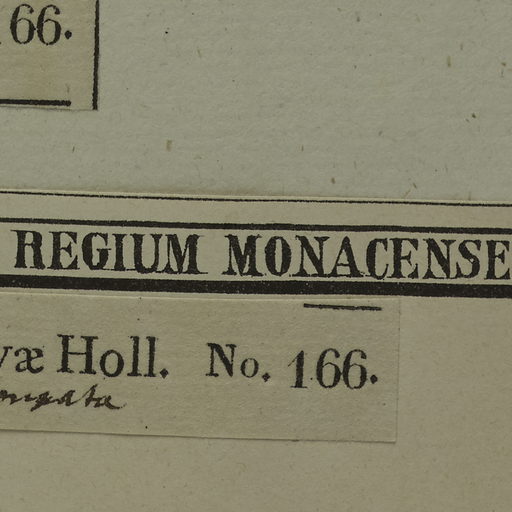 166.
REGIUM MONACENSE
væ Holl. No. 166.